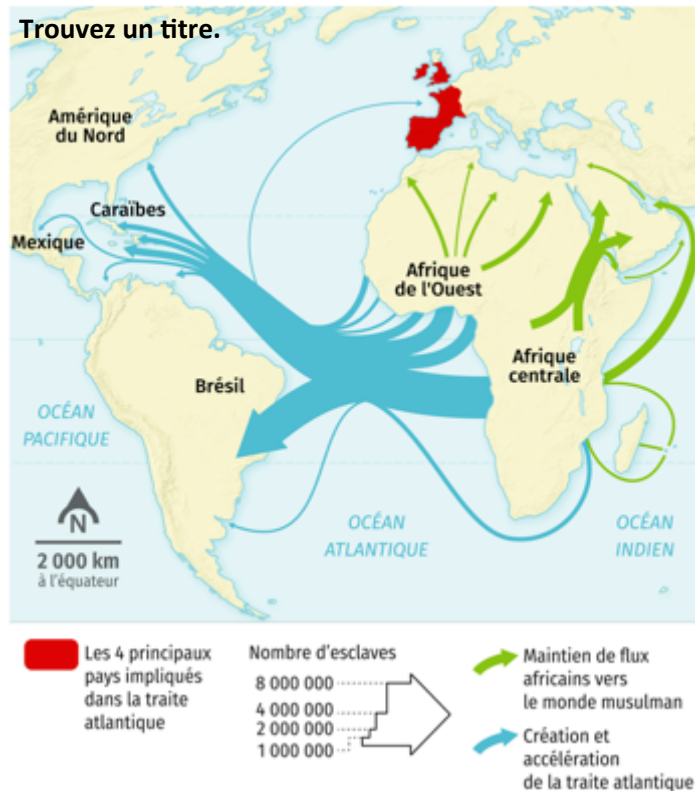 Trouvez un titre.
Amérique
du Nord
Caraïbes
Mexique
Afrique
de l'Ouest
Afrique
centrale
Brésil
OCÉAN
PACIFIQUE
N
2 000 km
à l'équateur
OCÉAN
ATLANTIQUE
OCÉAN
INDIEN
Les 4 principaux
pays impliqués
dans la traite
atlantique
Nombre d'esclaves
8 000 000
4 000 000
2 000 000
1 000 000
Maintien de flux
africains vers
le monde musulman
Création et
accélération
de la traite atlantique